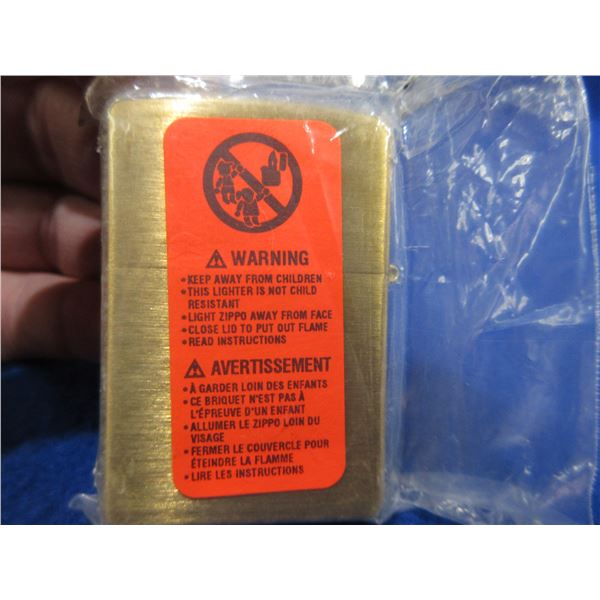 ⚠ WARNING
•KEEP AWAY FROM CHILDREN
•THIS LIGHTER IS NOT CHILD
RESISTANT
•LIGHT ZIPPO AWAY FROM FACE
•CLOSE LID TO PUT OUT FLAME
•READ INSTRUCTIONS
⚠ AVERTISSEMENT
•À GARDER LOIN DES ENFANTS
•CE BRIQUET N'EST PAS À
L'ÉPREUVE D'UN ENFANT
•ALLUMER LE ZIPPO LOIN DU
VISAGE
•FERMER LE COUVERCLE POUR
ÉTEINDRE LA FLAMME
•LIRE LES INSTRUCTIONS